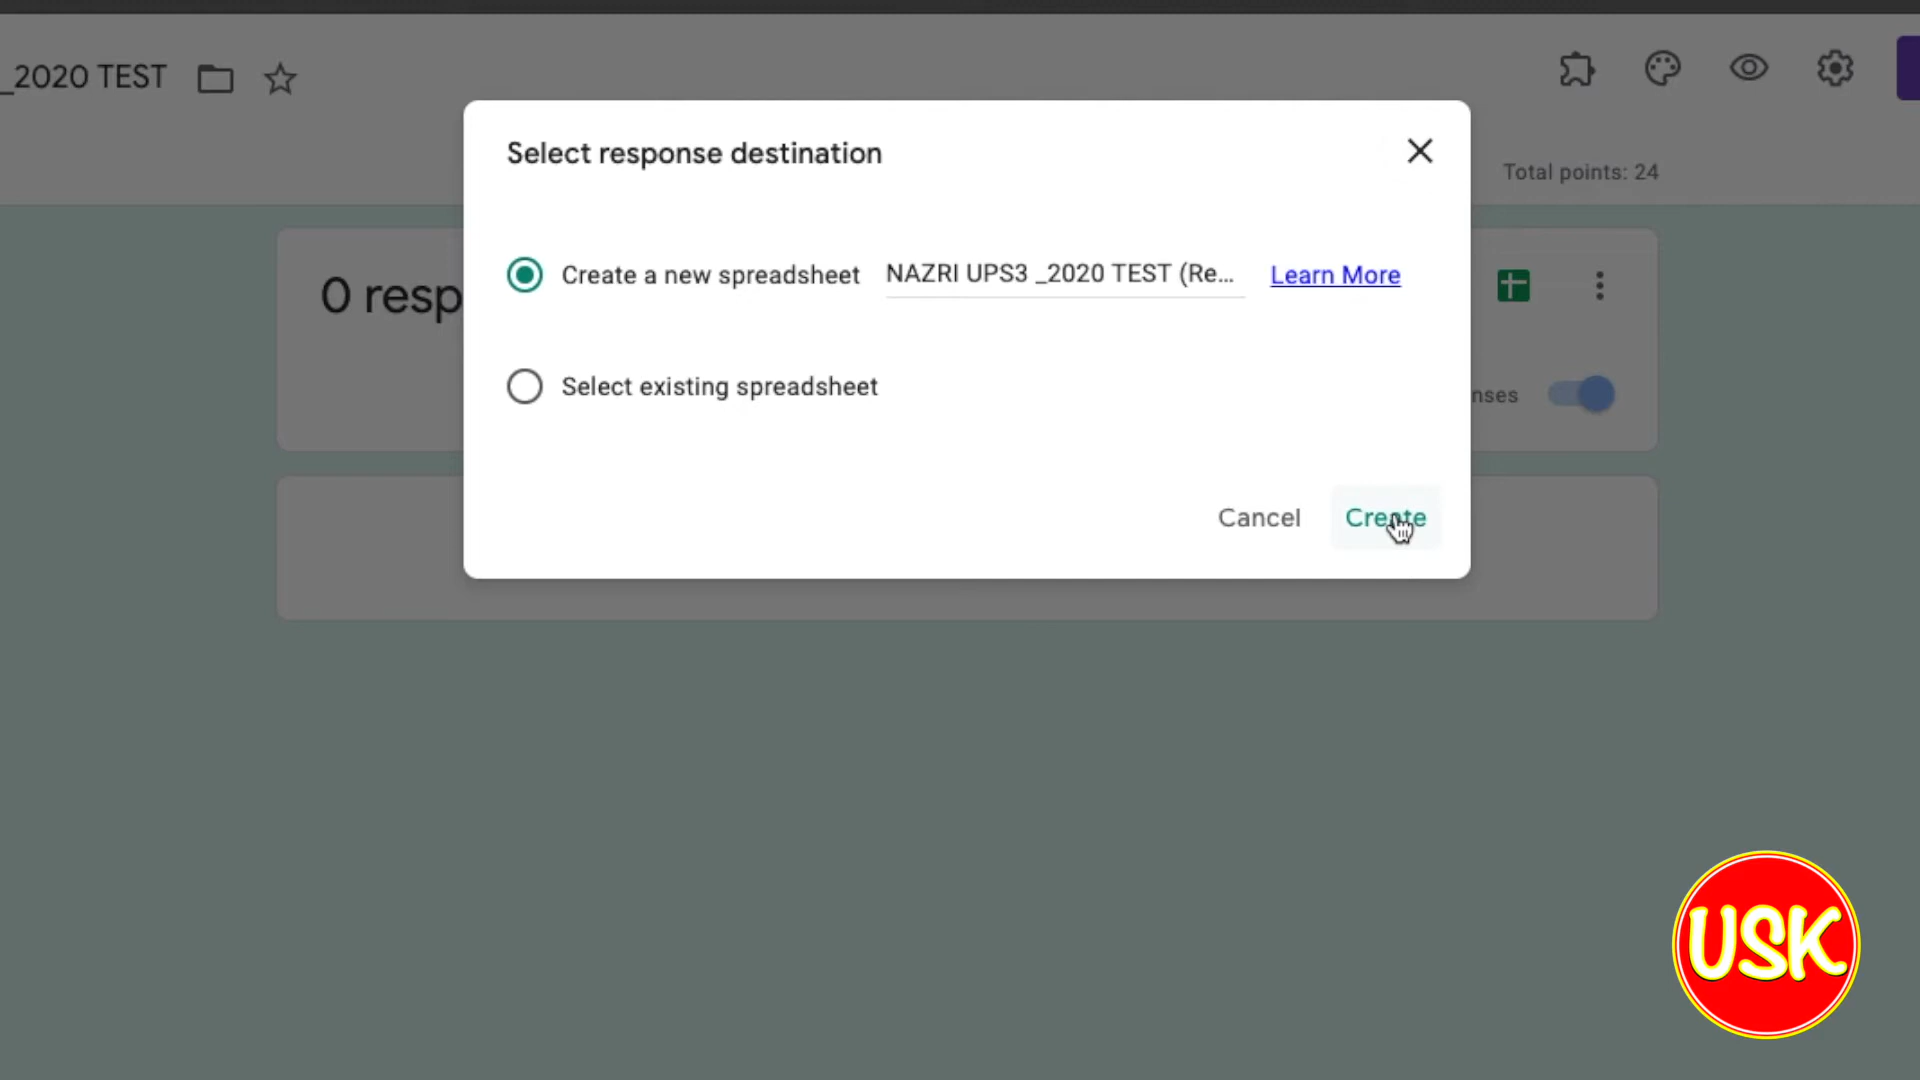 _2020 TEST
Total points: 24
Select response destination
Create a new spreadsheet NAZRI UPS3 _2020 TEST (Re... Learn More
0 resp
Select existing spreadsheet
nses
Cancel Create
USK